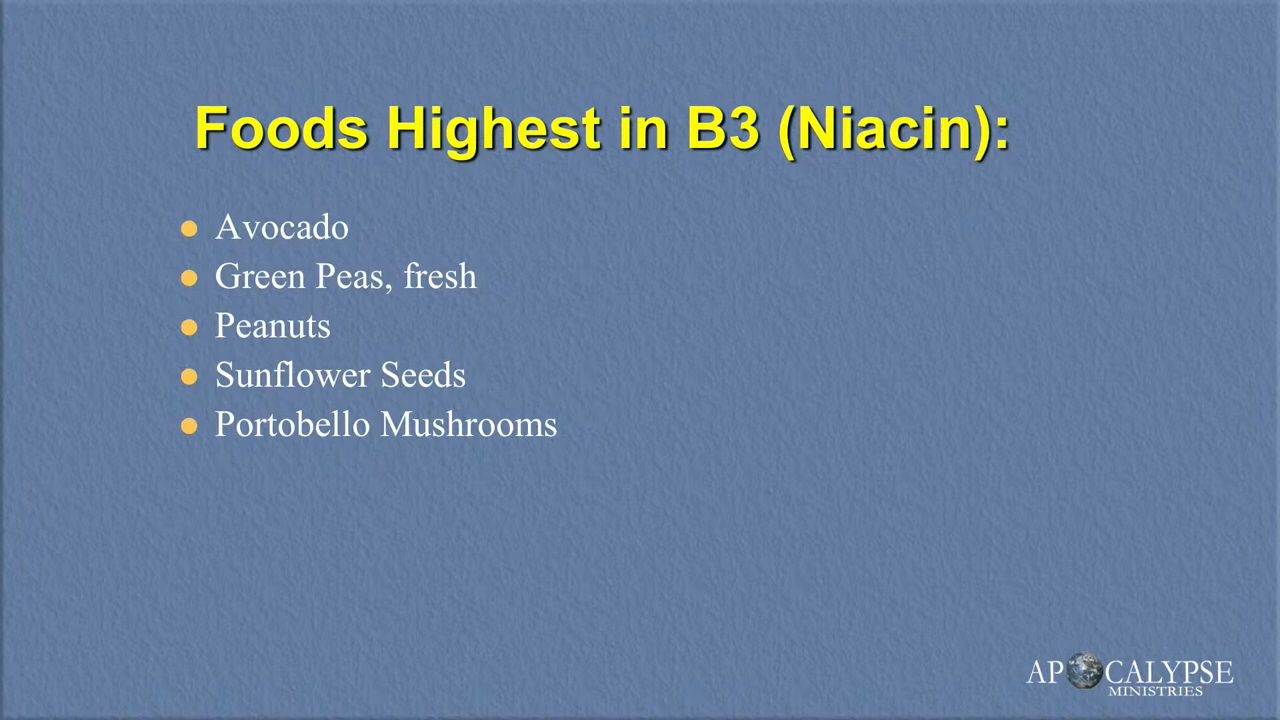 Foods Highest in B3 (Niacin):
Avocado
Green Peas, fresh
Peanuts
Sunflower Seeds
Portobello Mushrooms
APOCALYPSE
MINISTRIES